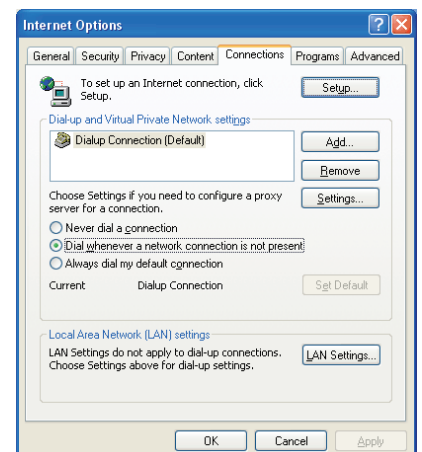 Internet Options
General Security Privacy Content Connections Programs Advanced
To set up an Internet connection, click
Setup.
Setup...
Dial-up and Virtual Private Network settings
Dialup Connection (Default)
Add...
Remove
Choose Settings if you need to configure a proxy
server for a connection.
Settings...
Never dial a connection
Dial whenever a network connection is not present
Always dial my default connection
Current Dialup Connection
Set Default
Local Area Network (LAN) settings
LAN Settings do not apply to dial-up connections.
Choose Settings above for dial-up settings.
LAN Settings...
OK Cancel Apply